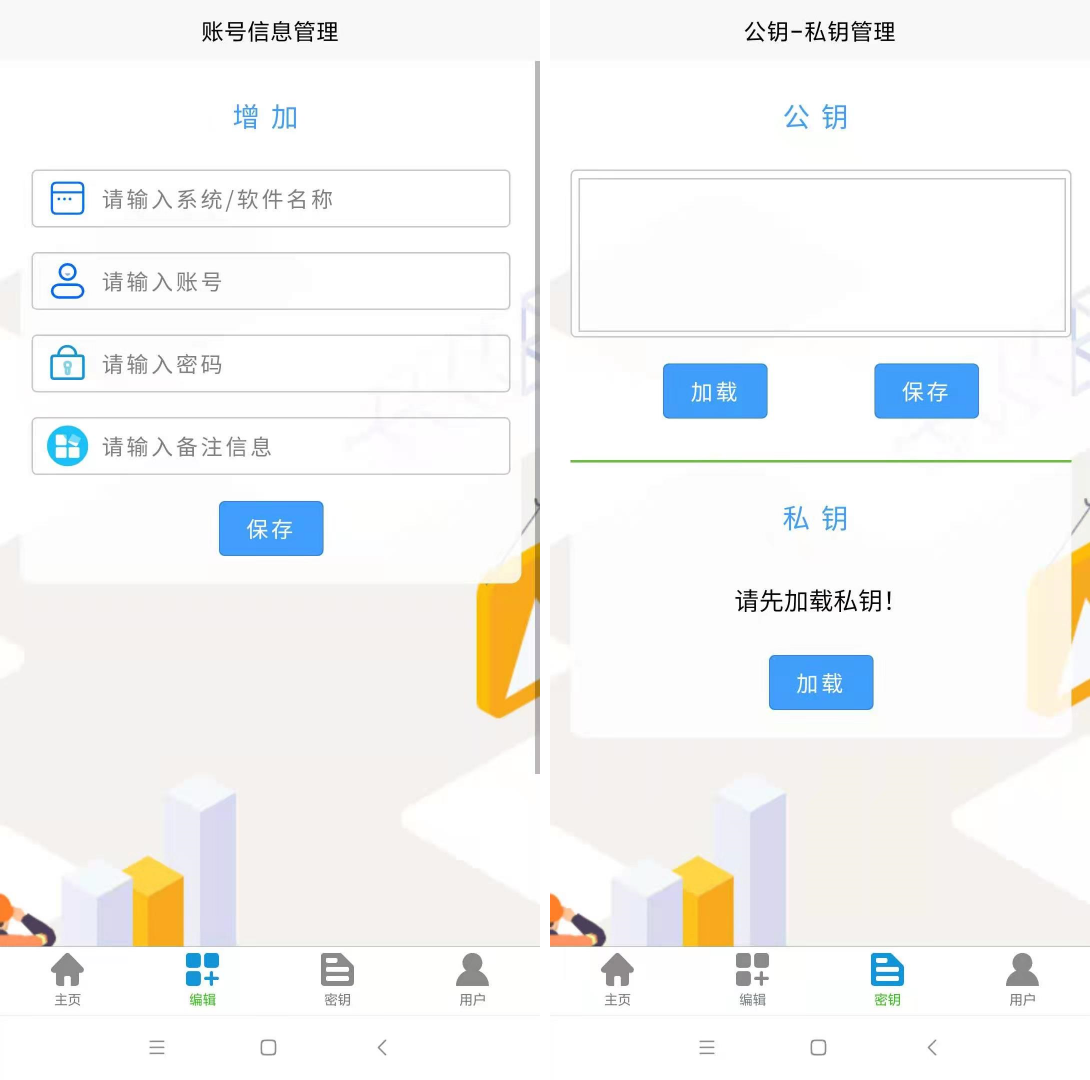 账号信息管理
增 加
请输入系统/软件名称
请输入账号
请输入密码
请输入备注信息
保存
主页
编辑
密钥
用户
公钥-私钥管理
公 钥
加载
保存
私 钥
请先加载私钥!
加载
主页
编辑
密钥
用户